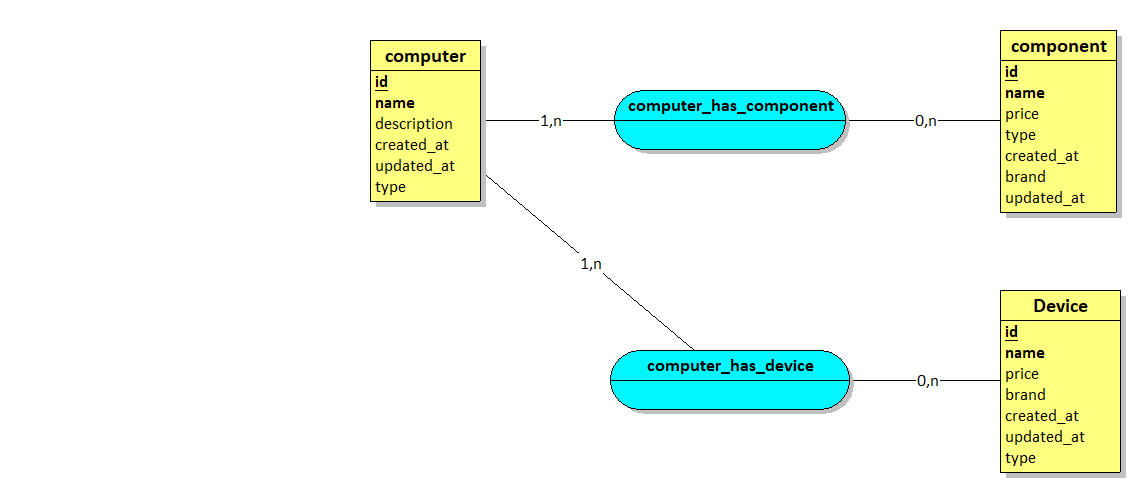 computer
id
name
description
created_at
updated_at
type
1,n
computer_has_component
0,n
component
id
name
price
type
created_at
brand
updated_at
1,n
computer_has_device
0,n
Device
id
name
price
brand
created_at
updated_at
type